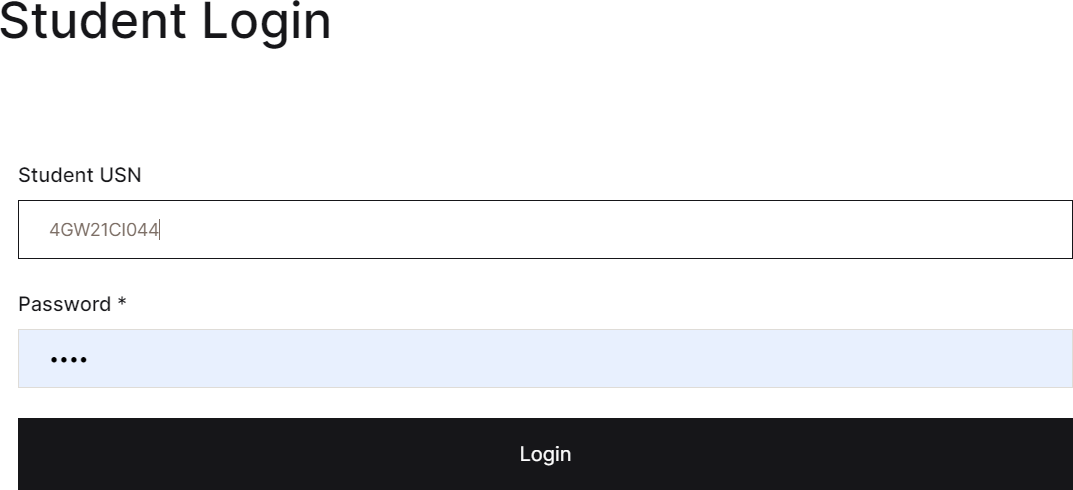 Student Login
Student USN
4GW21CI044
Password *
••••
Login